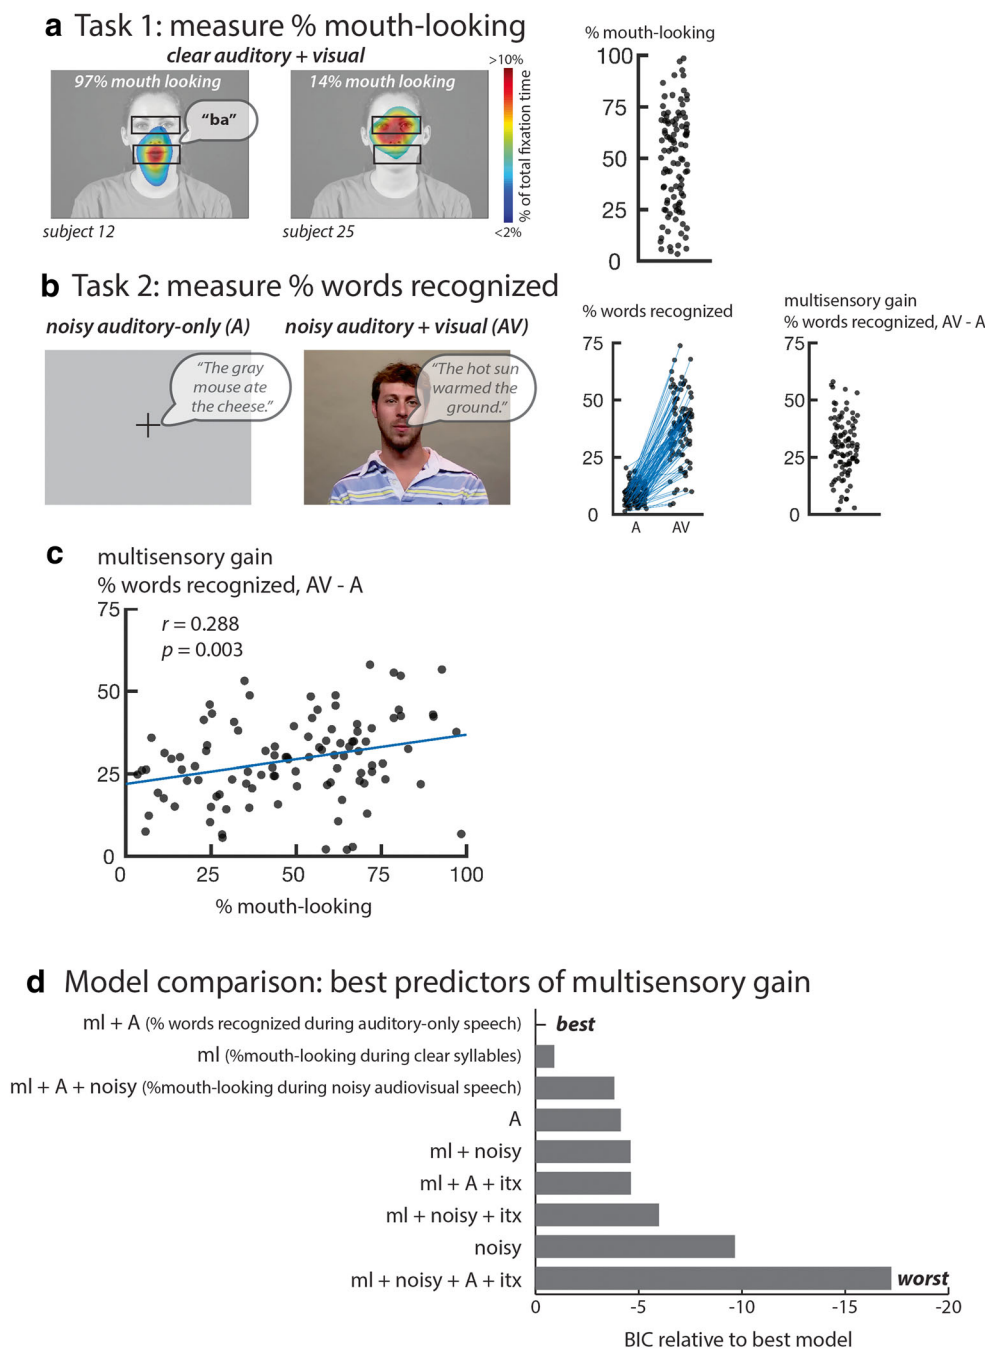 a Task 1: measure % mouth-looking
clear auditory + visual
97% mouth looking
"ba"
subject 12
14% mouth looking
subject 25
>10%
% of total fixation time
<2%
% mouth-looking
100
75
50
25
0
b Task 2: measure % words recognized
noisy auditory-only (A)
"The gray
mouse ate
the cheese."
noisy auditory + visual (AV)
"The hot sun
warmed the
ground."
% words recognized
75
50
25
0
A AV
multisensory gain
% words recognized, AV - A
75
50
25
0
c
multisensory gain
% words recognized, AV - A
r = 0.288
p = 0.003
75
50
25
0
0 25 50 75 100
% mouth-looking
d Model comparison: best predictors of multisensory gain
ml + A (% words recognized during auditory-only speech)
best
ml (%mouth-looking during clear syllables)
ml + A + noisy (%mouth-looking during noisy audiovisual speech)
A
ml + noisy
ml + A + itx
ml + noisy + itx
noisy
ml + noisy + A + itx
worst
0 -5 -10 -15 -20
BIC relative to best model